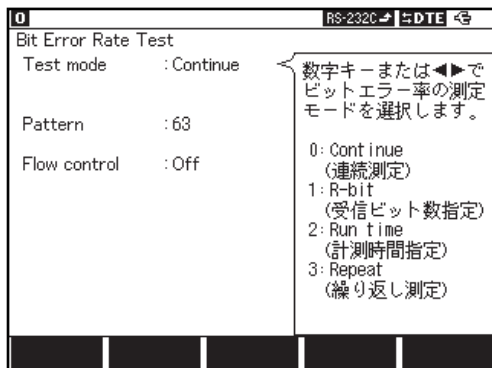 0 RS-232C DTE
Bit Error Rate Test
Test mode :Continue
Pattern :63
Flow control :Off
数字キーまたは◀▶で
ビットエラー率の測定
モードを選択します。
0:Continue
(連続測定)
1:R-bit
(受信ビット数指定)
2:Run time
(計測時間指定)
3:Repeat
(繰り返し測定)